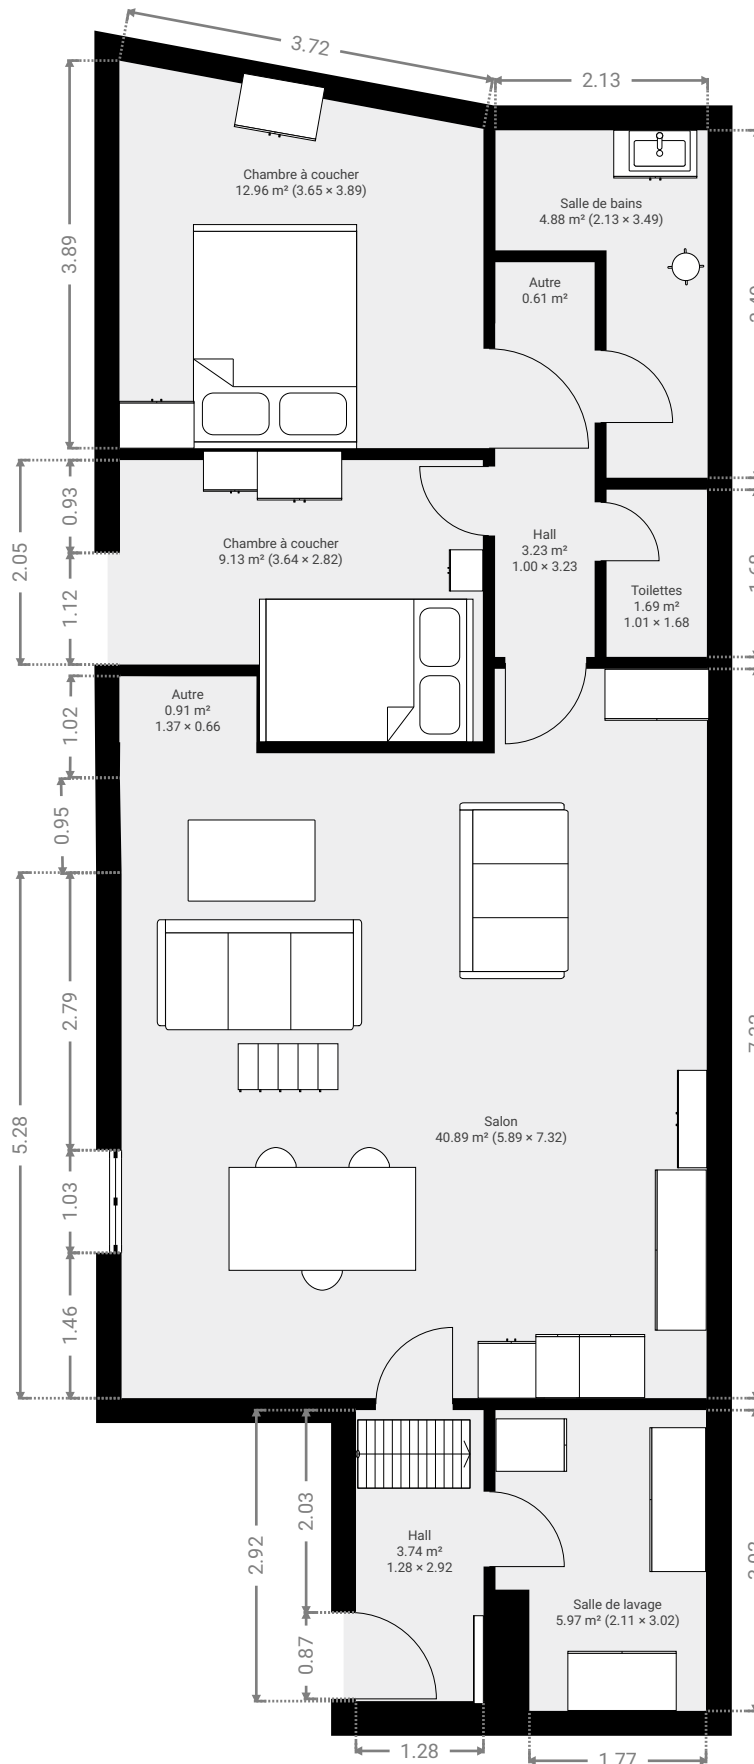 3.72
2.13
Chambre à coucher
12.96 m² (3.65 × 3.89)
Salle de bains
4.88 m² (2.13 × 3.49)
3.89
Autre
0.61 m²
0.93
2.05
1.12
Chambre à coucher
9.13 m² (3.64 × 2.82)
Hall
3.23 m²
1.00 × 3.23
Toilettes
1.69 m²
1.01 × 1.68
1.02
Autre
0.91 m²
1.37 × 0.66
0.95
2.79
5.28
1.03
1.46
Salon
40.89 m² (5.89 × 7.32)
2.03
2.92
0.87
Hall
3.74 m²
1.28 × 2.92
Salle de lavage
5.97 m² (2.11 × 3.02)
1.28
1.77